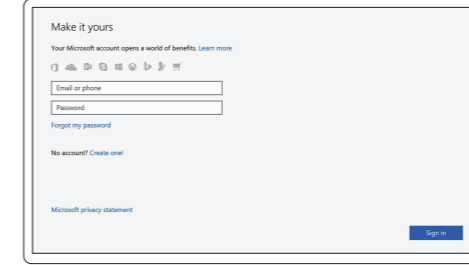 Make it yours
Your Microsoft account opens a world of benefits. Learn more
Email or phone
Password
Forgot my password
No account? Create one!
Microsoft privacy statement
Sign in